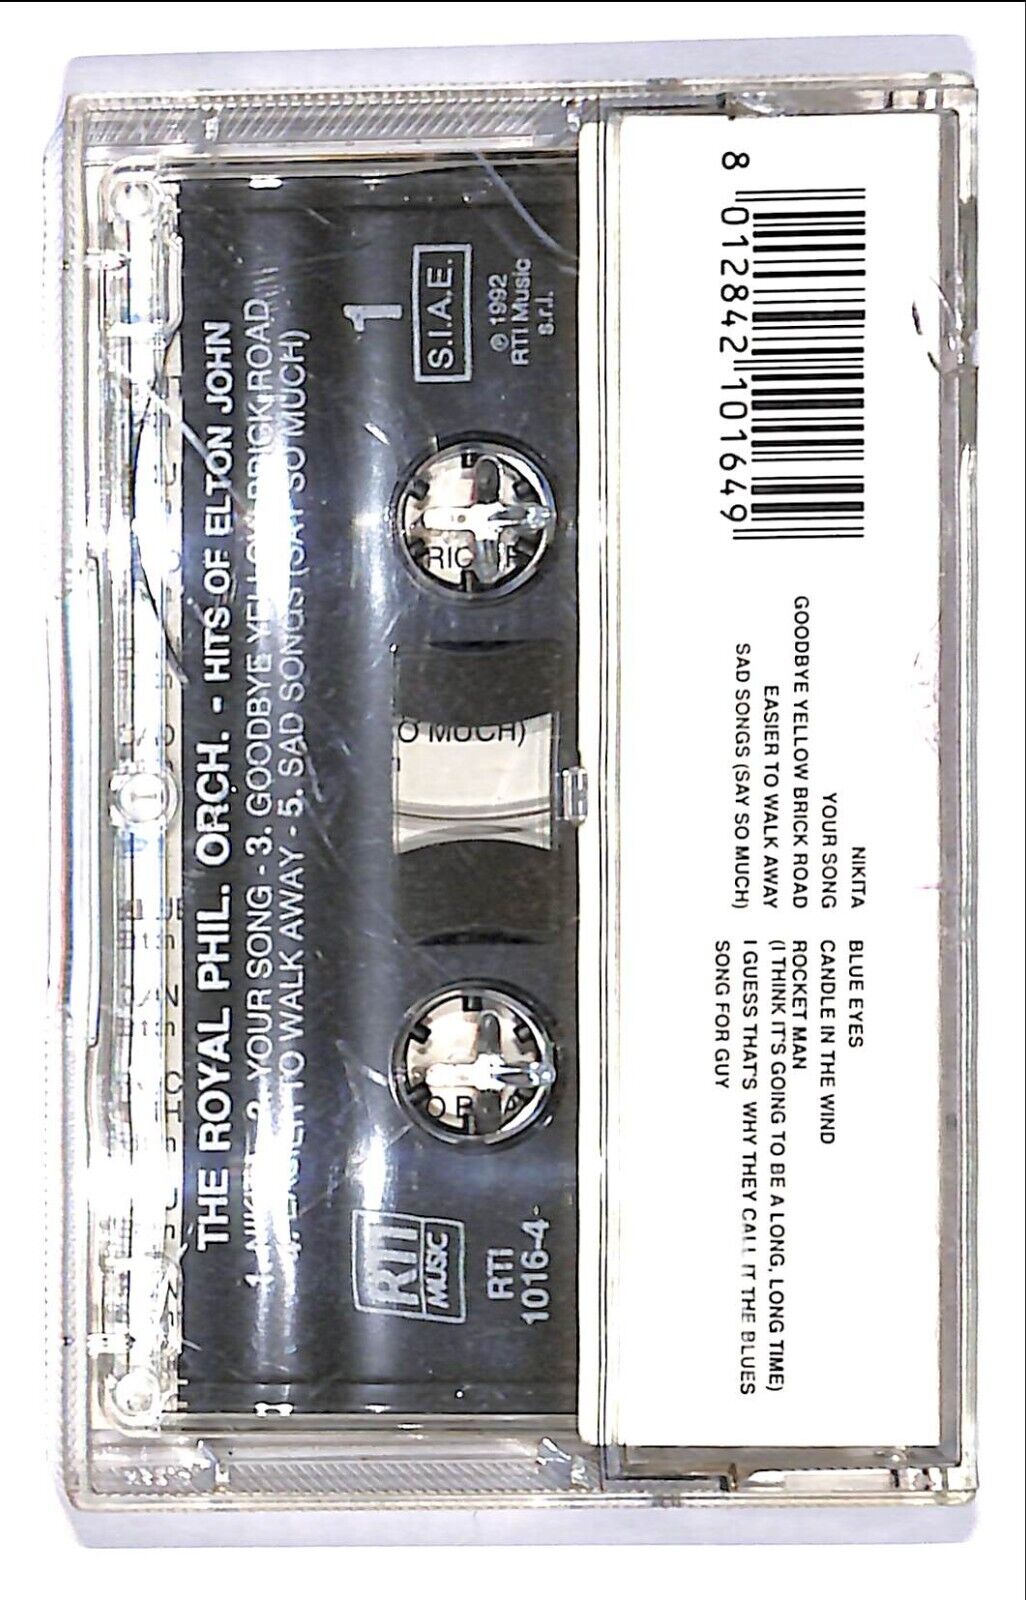 THE ROYAL PHIL. ORCH. - HITS OF ELTON JOHN
1. NIKITA - 2. YOUR SONG - 3. GOODBYE YELLOW BRICK ROAD
4. EASIER TO WALK AWAY - 5. SAD SONGS (SAY SO MUCH)
1
S.I.A.E.
℗ 1992
RTI Music
s.r.l.
RTI
MUSIC
RTI
1016-4
O MUCH)
8 012842 101649
NIKITA
YOUR SONG
GOODBYE YELLOW BRICK ROAD
EASIER TO WALK AWAY
SAD SONGS (SAY SO MUCH)
BLUE EYES
CANDLE IN THE WIND
ROCKET MAN
(I THINK IT'S GOING TO BE A LONG, LONG TIME)
I GUESS THAT'S WHY THEY CALL IT THE BLUES
SONG FOR GUY